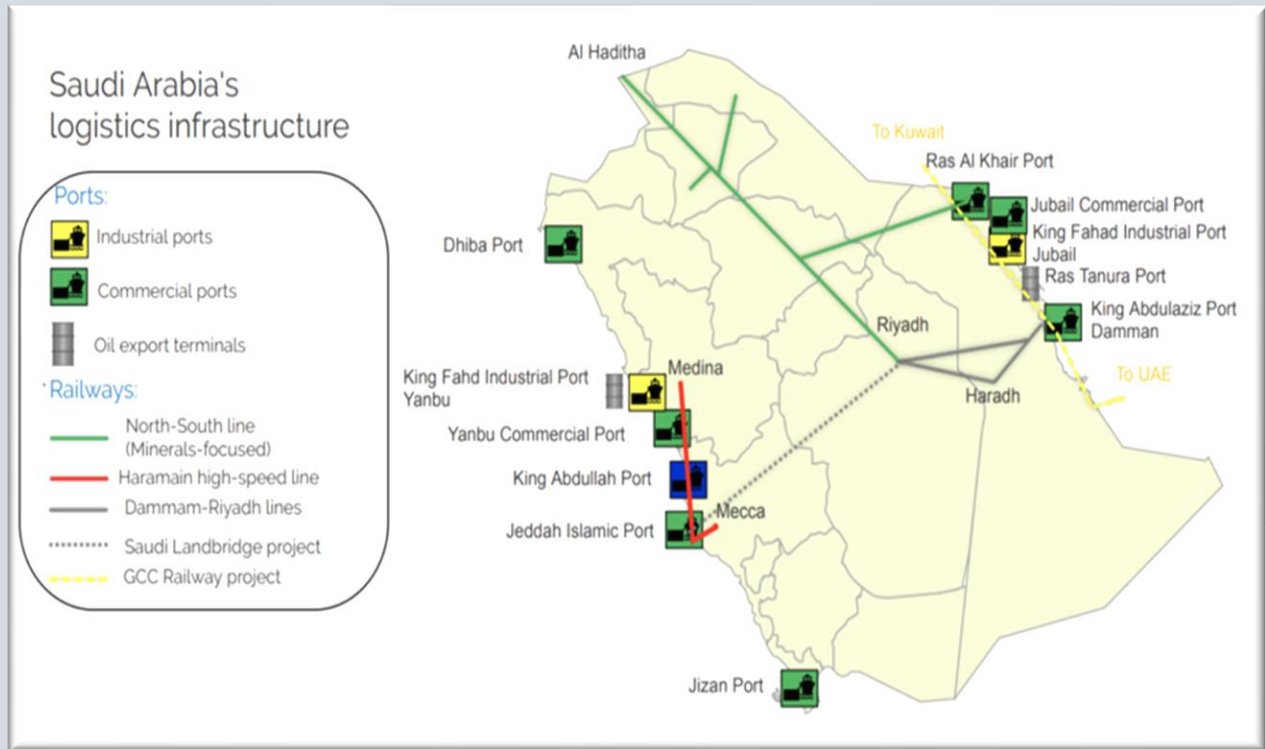 Saudi Arabia's
logistics infrastructure
Ports:
Industrial ports
Commercial ports
Oil export terminals
Railways:
North-South line
(Minerals-focused)
Haramain high-speed line
Dammam-Riyadh lines
Saudi Landbridge project
GCC Railway project
Al Haditha
To Kuwait
Ras Al Khair Port
Jubail Commercial Port
King Fahad Industrial Port
Jubail
Ras Tanura Port
King Abdulaziz Port
Damman
Dhiba Port
Riyadh
To UAE
Haradh
Medina
King Fahd Industrial Port
Yanbu
Yanbu Commercial Port
King Abdullah Port
Mecca
Jeddah Islamic Port
Jizan Port